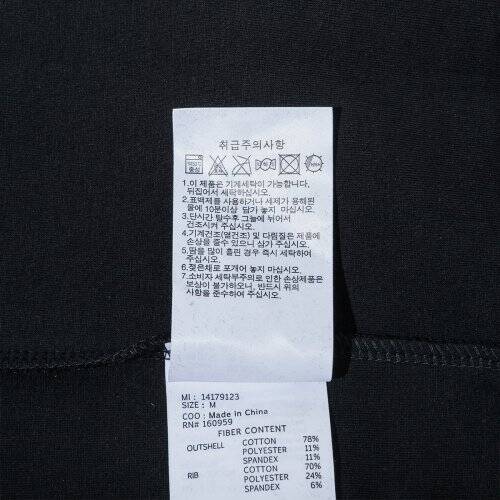 취급주의사항
1.이 제품은 기계세탁이 가능합니다.
뒤집어서 세탁하십시오.
2.표백제를 사용하거나 세제가 용해된
물에 10분이상 담가 놓지 마십시오.
3.단시간 탈수후 그늘에 뉘어서
건조시켜 주십시오.
4.기계건조(열건조) 및 다림질은 제품에
손상을 줄수 있으니 삼가 주십시오.
5.땀을 많이 흘린 경우 즉시 세탁하여
주십시오.
6.젖은채로 포개어 놓지 마십시오.
7.소비자 세탁부주의로 인한 손상제품은
보상이 불가하오니, 반드시 위의
사항을 준수하여 주십시오.
MI: 14179123
SIZE: M
COO: Made in China
RN# 160959
FIBER CONTENT
OUTSHELL COTTON 78%
POLYESTER 11%
SPANDEX 11%
RIB COTTON 70%
POLYESTER 24%
SPANDEX 6%